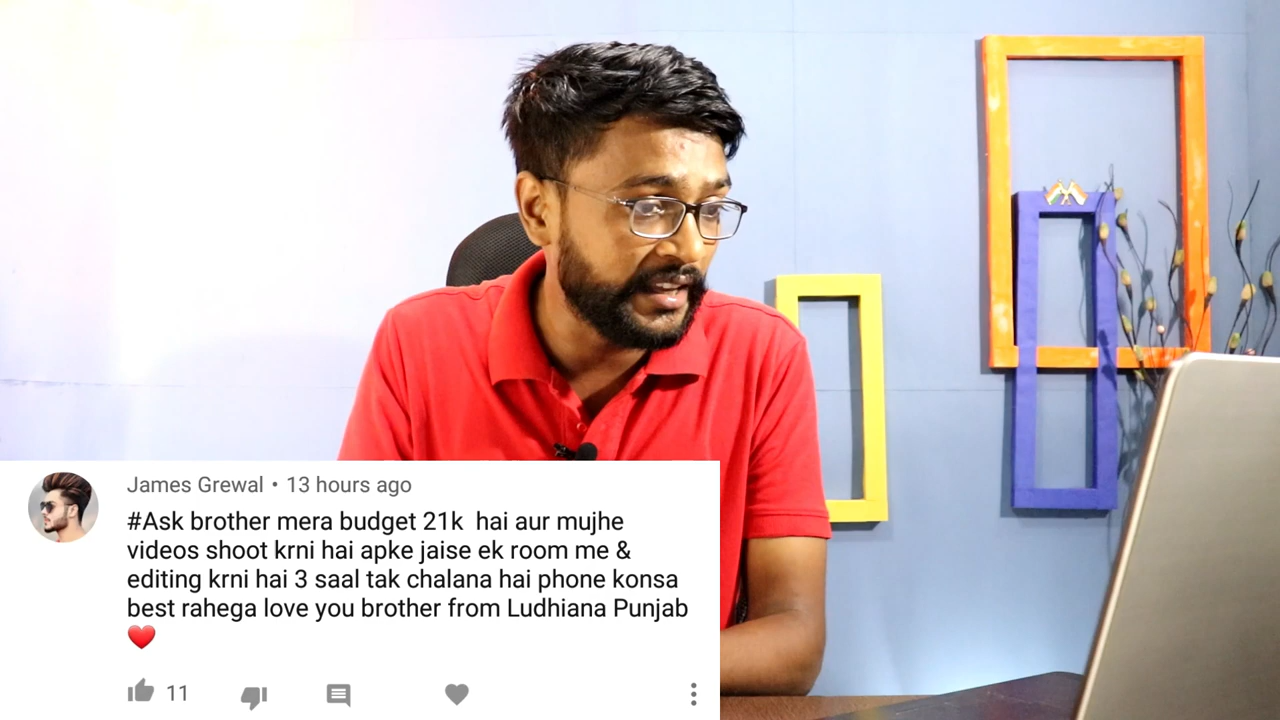 James Grewal • 13 hours ago
#Ask brother mera budget 21k hai aur mujhe
videos shoot krni hai apke jaise ek room me &
editing krni hai 3 saal tak chalana hai phone konsa
best rahega love you brother from Ludhiana Punjab
❤️
11